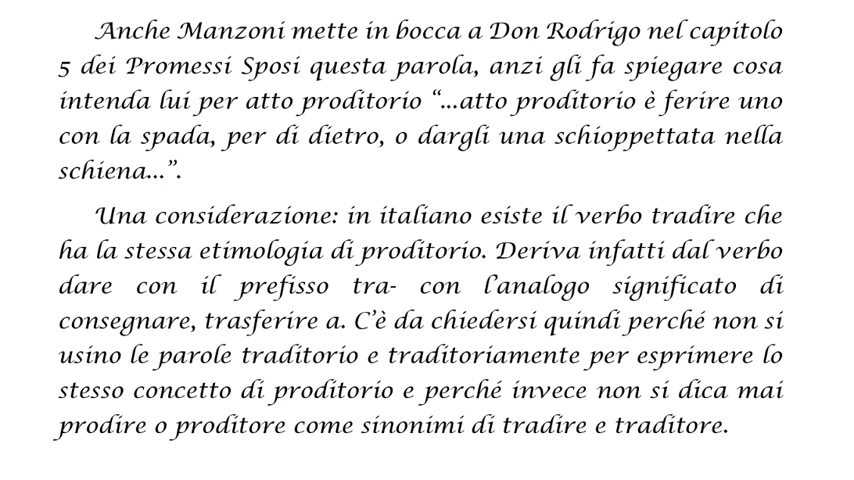 Anche Manzoni mette in bocca a Don Rodrigo nel capitolo
5 dei Promessi Sposi questa parola, anzi gli fa spiegare cosa
intenda lui per atto proditorio “...atto proditorio è ferire uno
con la spada, per di dietro, o dargli una schioppettata nella
schiena...”.
Una considerazione: in italiano esiste il verbo tradire che
ha la stessa etimologia di proditorio. Deriva infatti dal verbo
dare con il prefisso tra- con l’analogo significato di
consegnare, trasferire a. C’è da chiedersi quindi perché non si
usino le parole traditorio e traditoriamente per esprimere lo
stesso concetto di proditorio e perché invece non si dica mai
prodire o proditore come sinonimi di tradire e traditore.